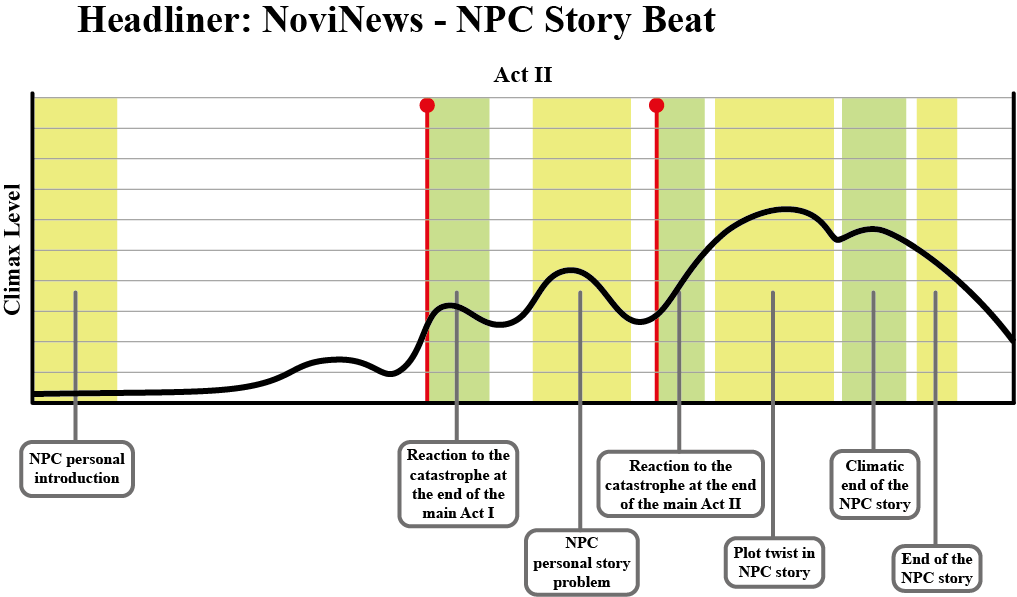 Headliner: NoviNews - NPC Story Beat
Act II
Climax Level
NPC personal
introduction
Reaction to the
catastrophe at
the end of the
main Act I
NPC
personal story
problem
Reaction to the
catastrophe at the end
of the main Act II
Plot twist in
NPC story
Climatic
end of the
NPC story
End of the
NPC story